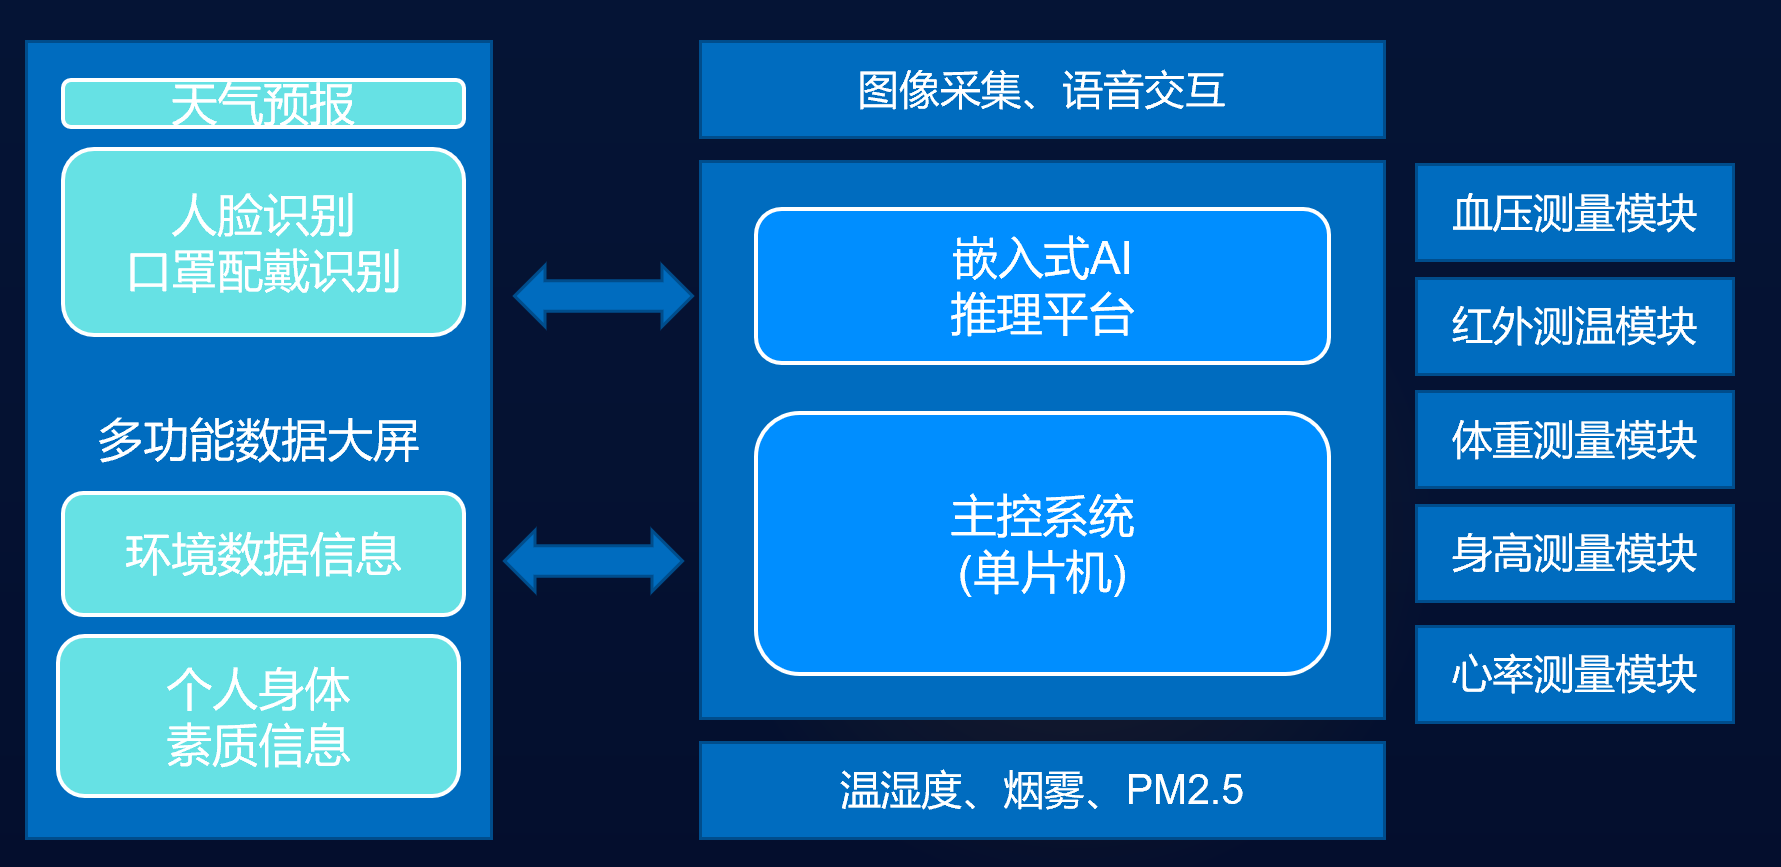 天气预报
人脸识别
口罩配戴识别
多功能数据大屏
环境数据信息
个人身体
素质信息
图像采集、语音交互
嵌入式AI
推理平台
主控系统
(单片机)
温湿度、烟雾、PM2.5
血压测量模块
红外测温模块
体重测量模块
身高测量模块
心率测量模块